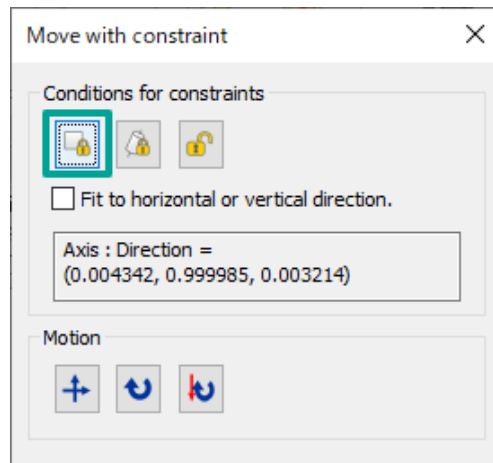 Move with constraint
Conditions for constraints
Fit to horizontal or vertical direction.
Axis : Direction =
(0.004342, 0.999985, 0.003214)
Motion